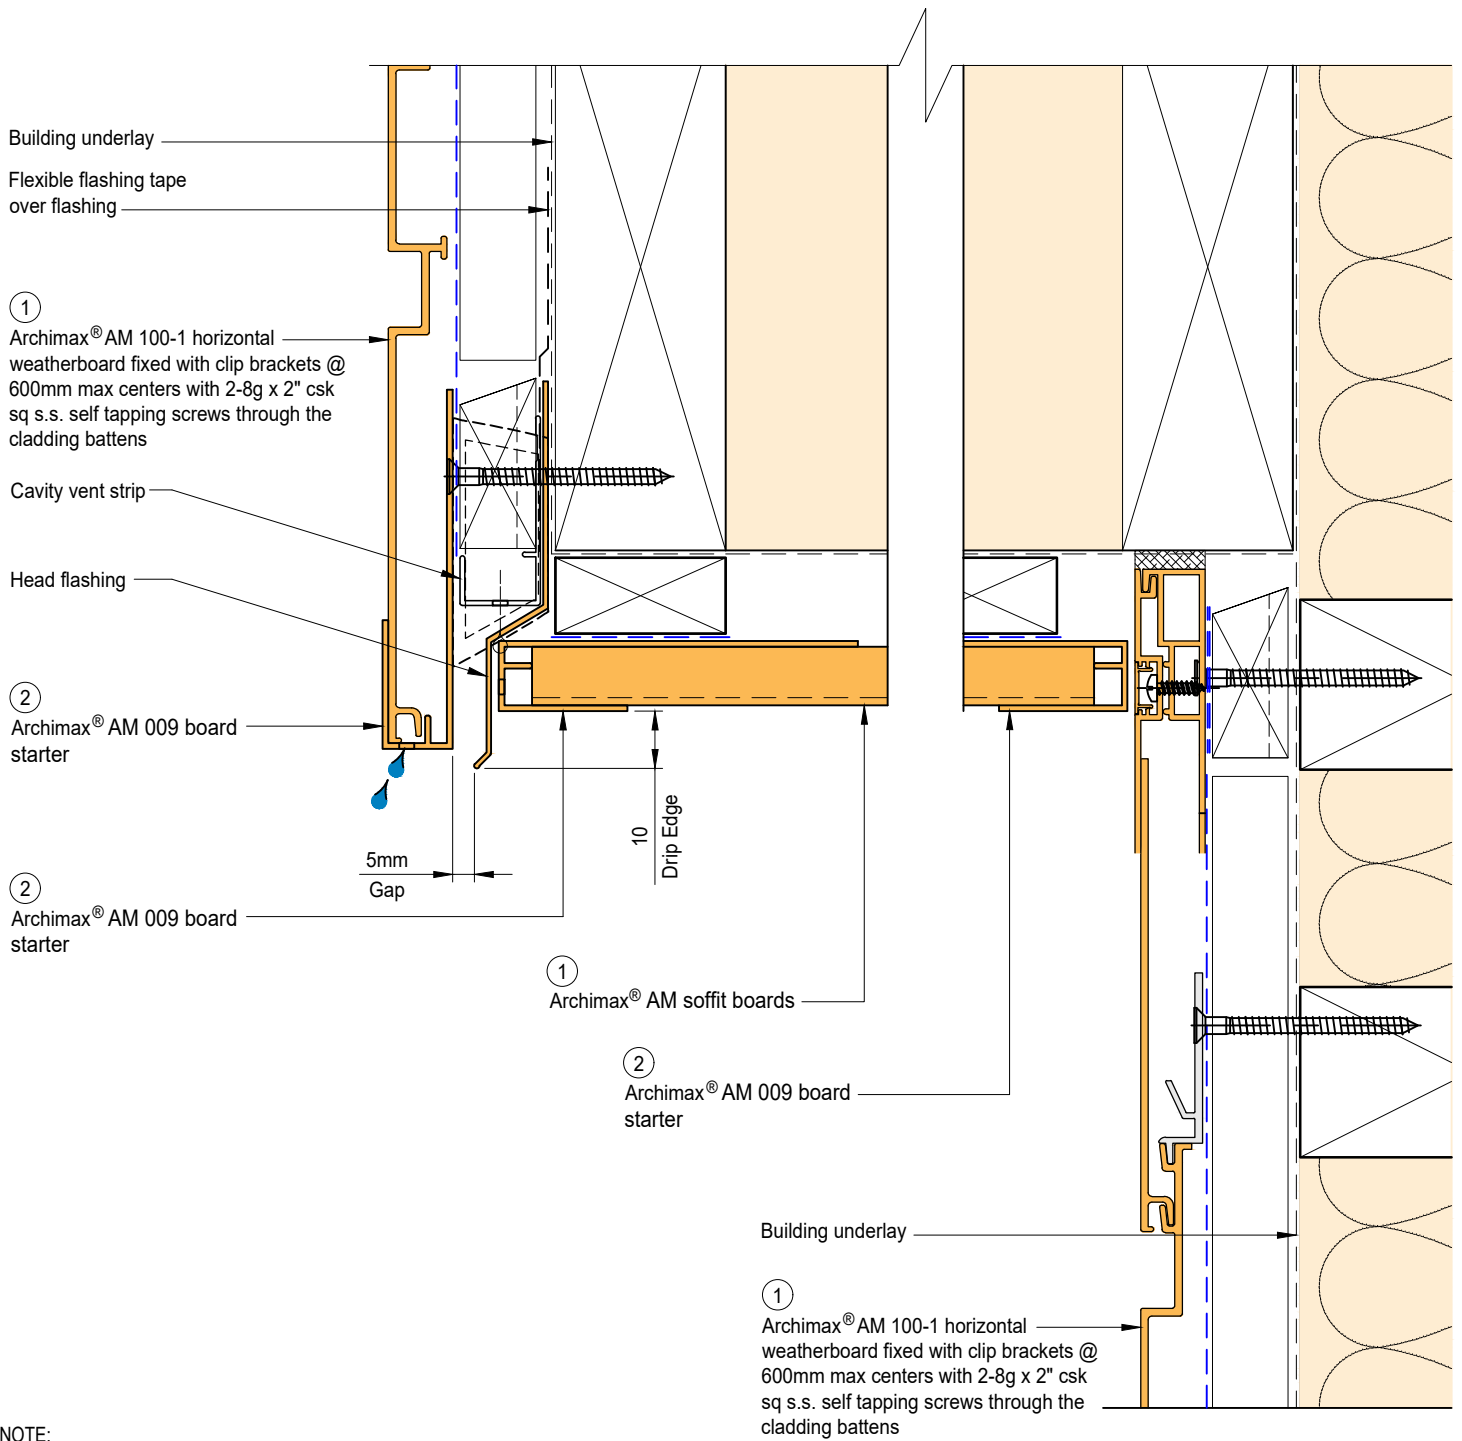 Building underlay
Flexible flashing tape
over flashing
1
Archimax® AM 100-1 horizontal
weatherboard fixed with clip brackets @
600mm max centers with 2-8g x 2" csk
sq s.s. self tapping screws through the
cladding battens
Cavity vent strip
Head flashing
2
Archimax® AM 009 board
starter
5mm
Gap
10
Drip Edge
2
Archimax® AM 009 board
starter
1
Archimax® AM soffit boards
2
Archimax® AM 009 board
starter
Building underlay
1
Archimax® AM 100-1 horizontal
weatherboard fixed with clip brackets @
600mm max centers with 2-8g x 2" csk
sq s.s. self tapping screws through the
cladding battens
NOTE: